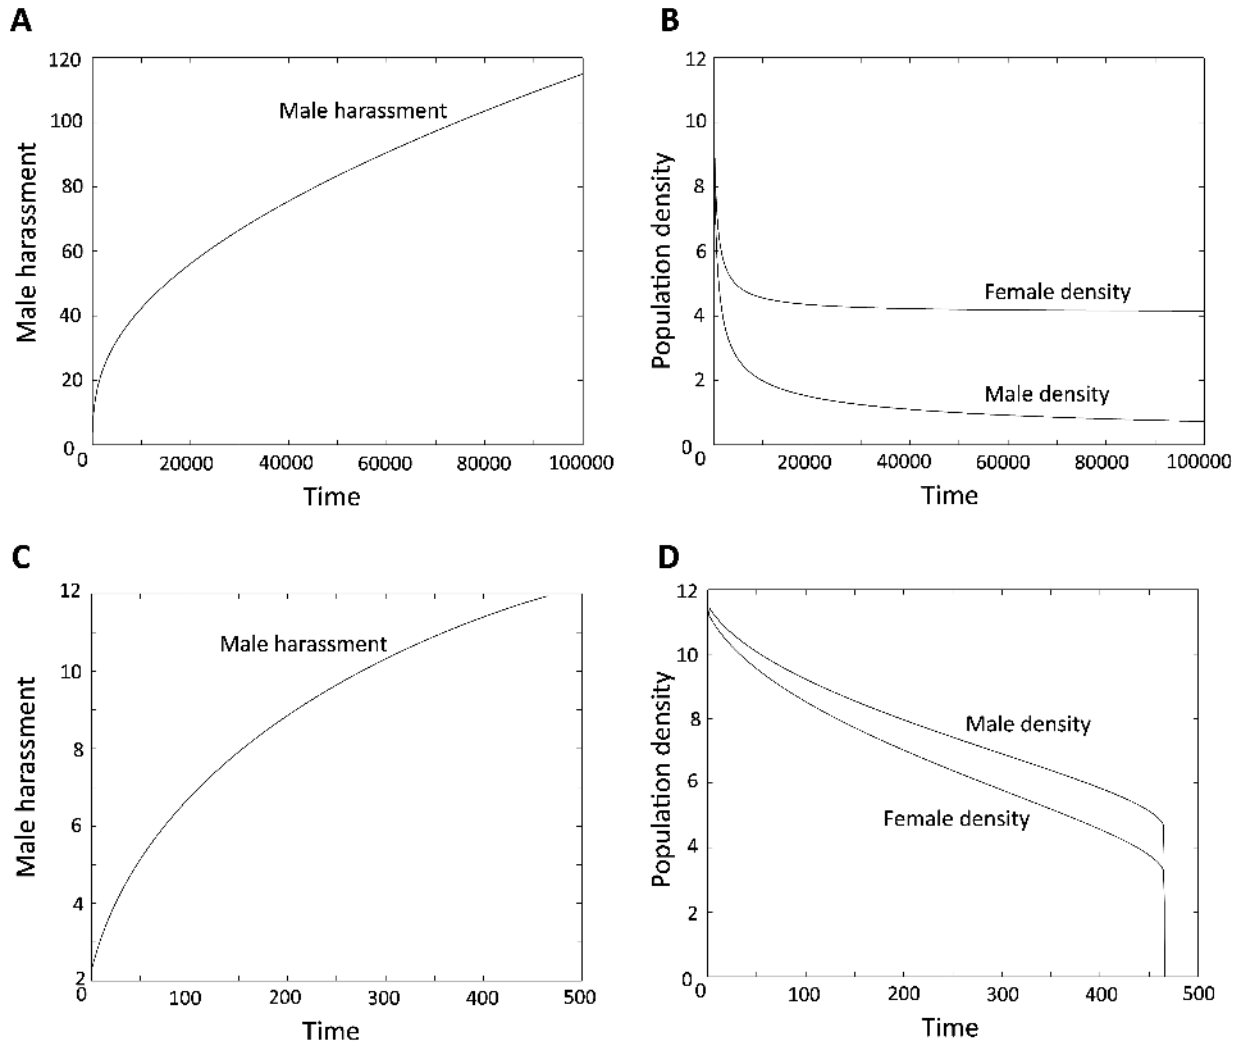 A
Male harassment
120
100
80
60
40
20
0
Male harassment
0 20000 40000 60000 80000 100000
Time
B
Population density
12
10
8
6
4
2
0
Female density
Male density
0 20000 40000 60000 80000 100000
Time
C
Male harassment
12
10
8
6
4
2
Male harassment
0 100 200 300 400 500
Time
D
Population density
12
10
8
6
4
2
0
Male density
Female density
0 100 200 300 400 500
Time